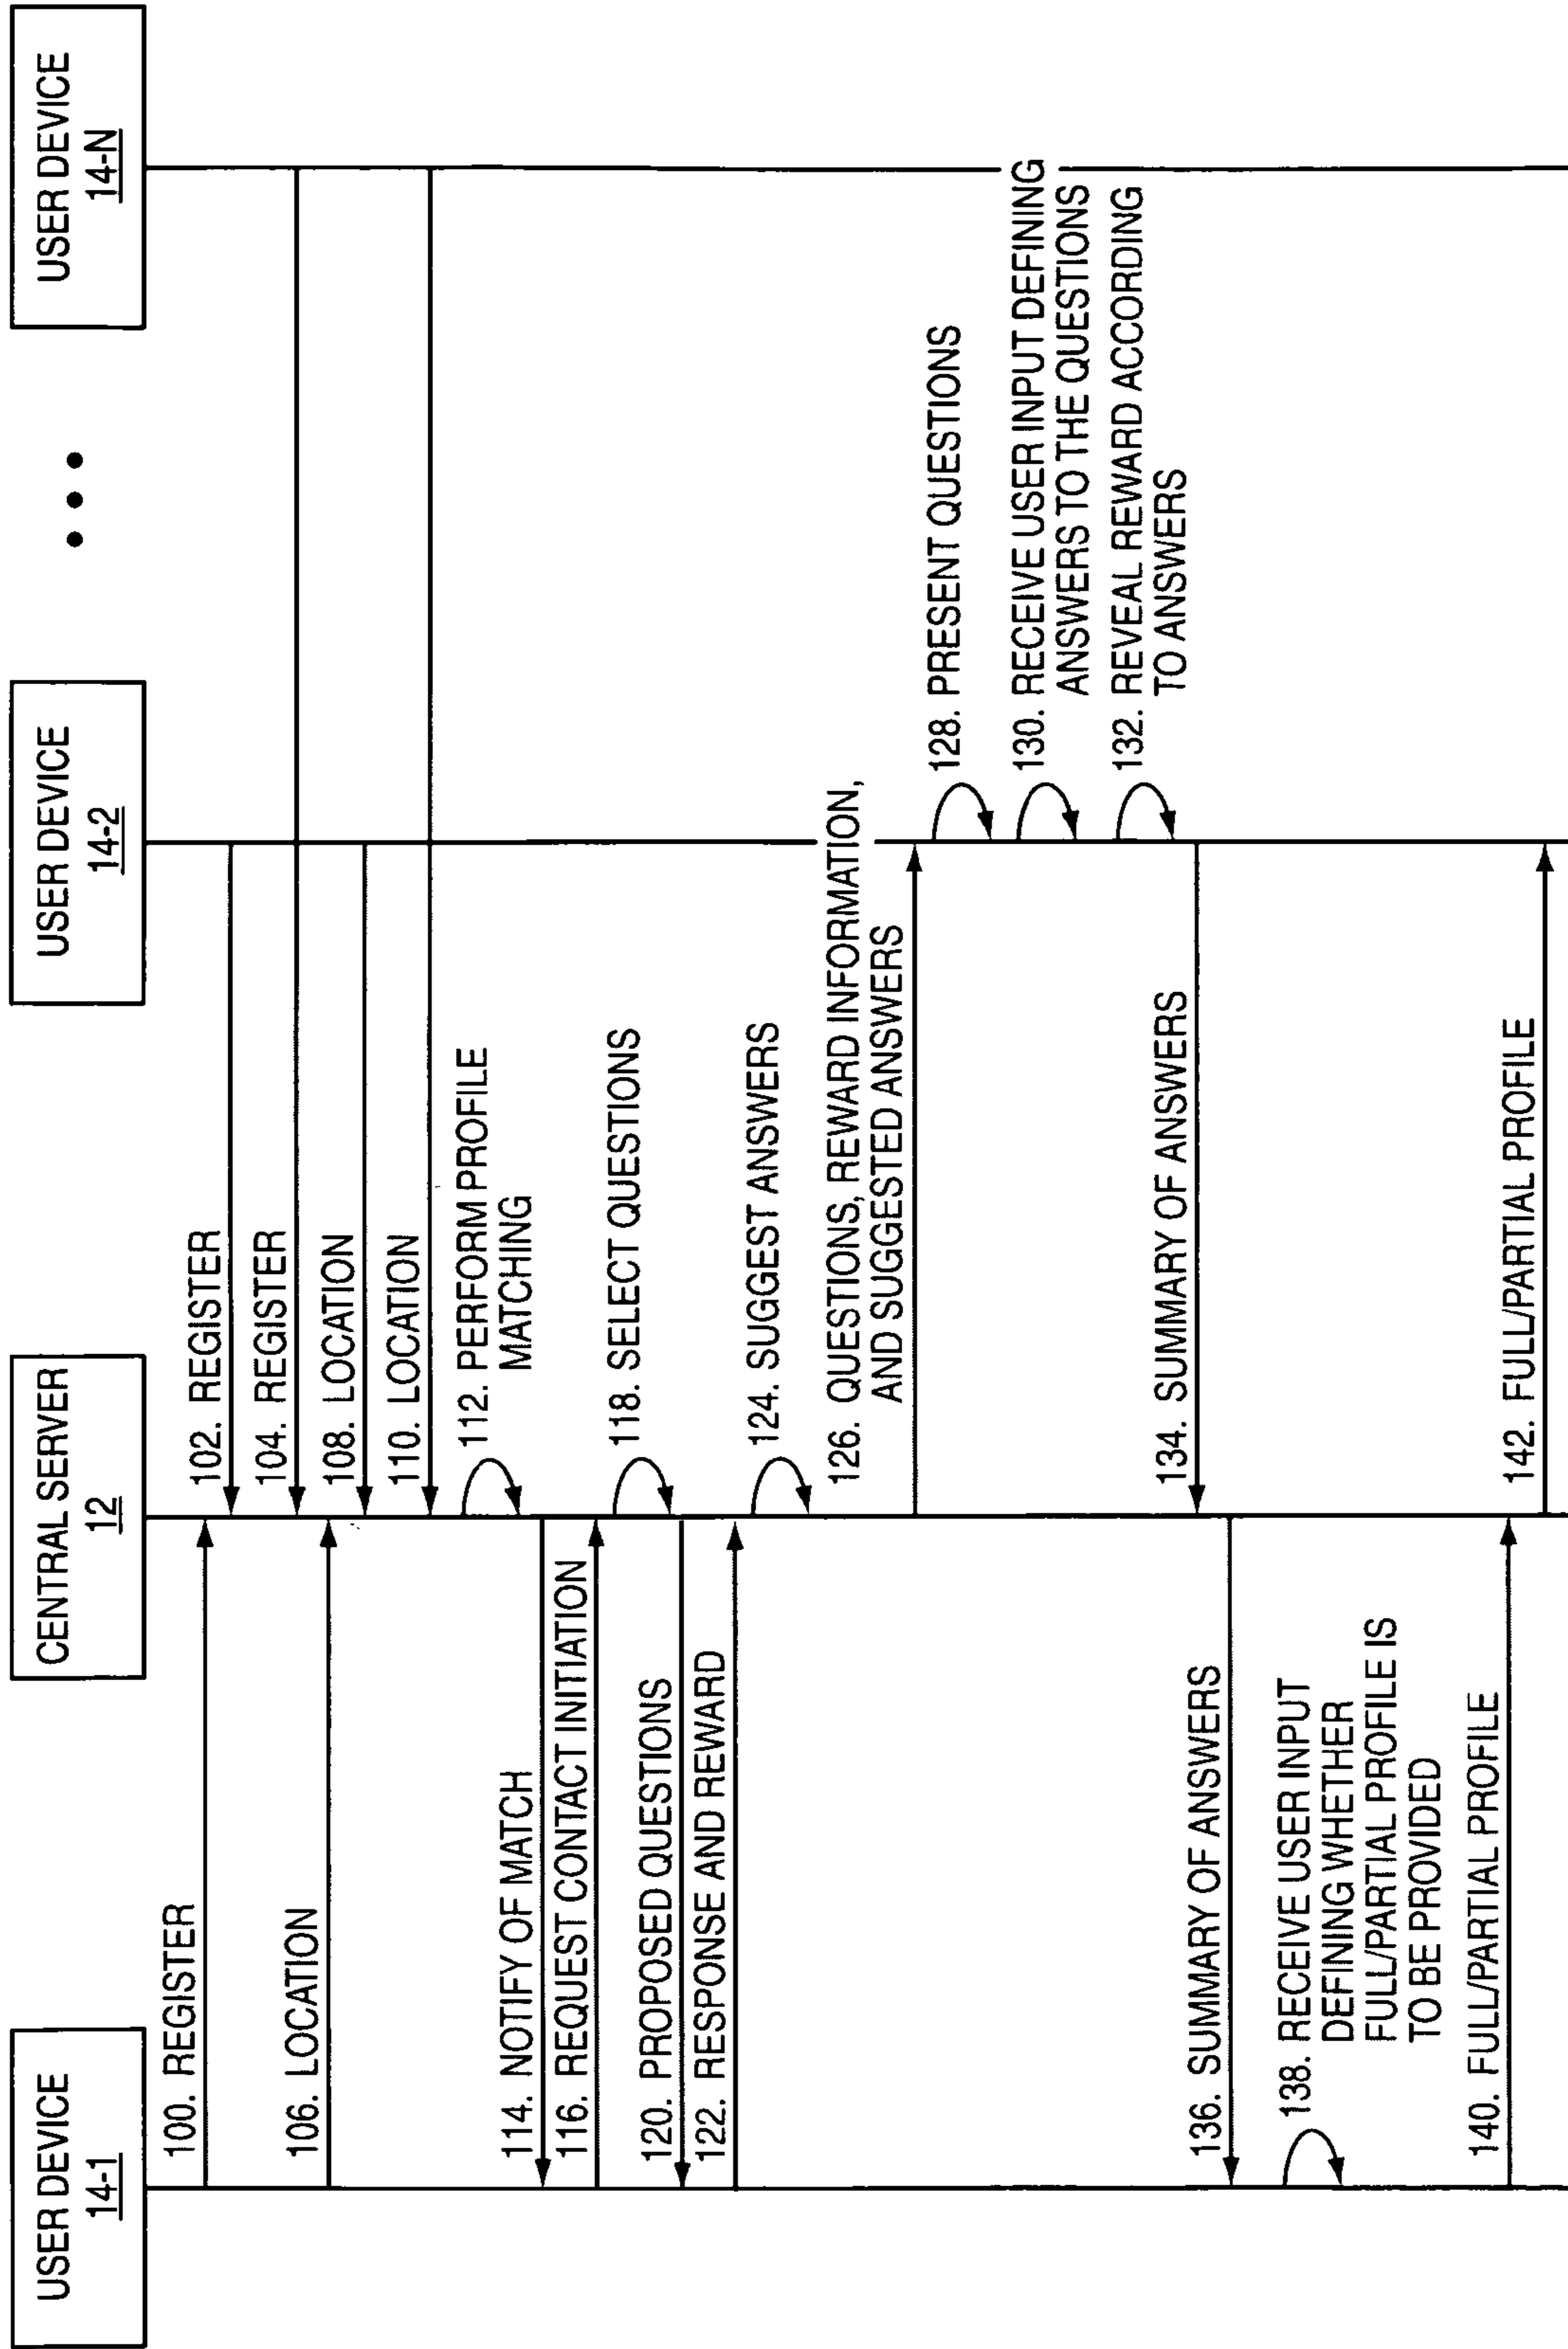 USER DEVICE
14-1
CENTRAL SERVER
12
USER DEVICE
14-2
USER DEVICE
14-N
100. REGISTER
102. REGISTER
104. REGISTER
106. LOCATION
108. LOCATION
110. LOCATION
112. PERFORM PROFILE
MATCHING
114. NOTIFY OF MATCH
116. REQUEST CONTACT INITIATION
118. SELECT QUESTIONS
120. PROPOSED QUESTIONS
122. RESPONSE AND REWARD
124. SUGGEST ANSWERS
126. QUESTIONS, REWARD INFORMATION,
AND SUGGESTED ANSWERS
128. PRESENT QUESTIONS
130. RECEIVE USER INPUT DEFINING
ANSWERS TO THE QUESTIONS
132. REVEAL REWARD ACCORDING
TO ANSWERS
134. SUMMARY OF ANSWERS
136. SUMMARY OF ANSWERS
138. RECEIVE USER INPUT
DEFINING WHETHER
FULL/PARTIAL PROFILE IS
TO BE PROVIDED
140. FULL/PARTIAL PROFILE
142. FULL/PARTIAL PROFILE